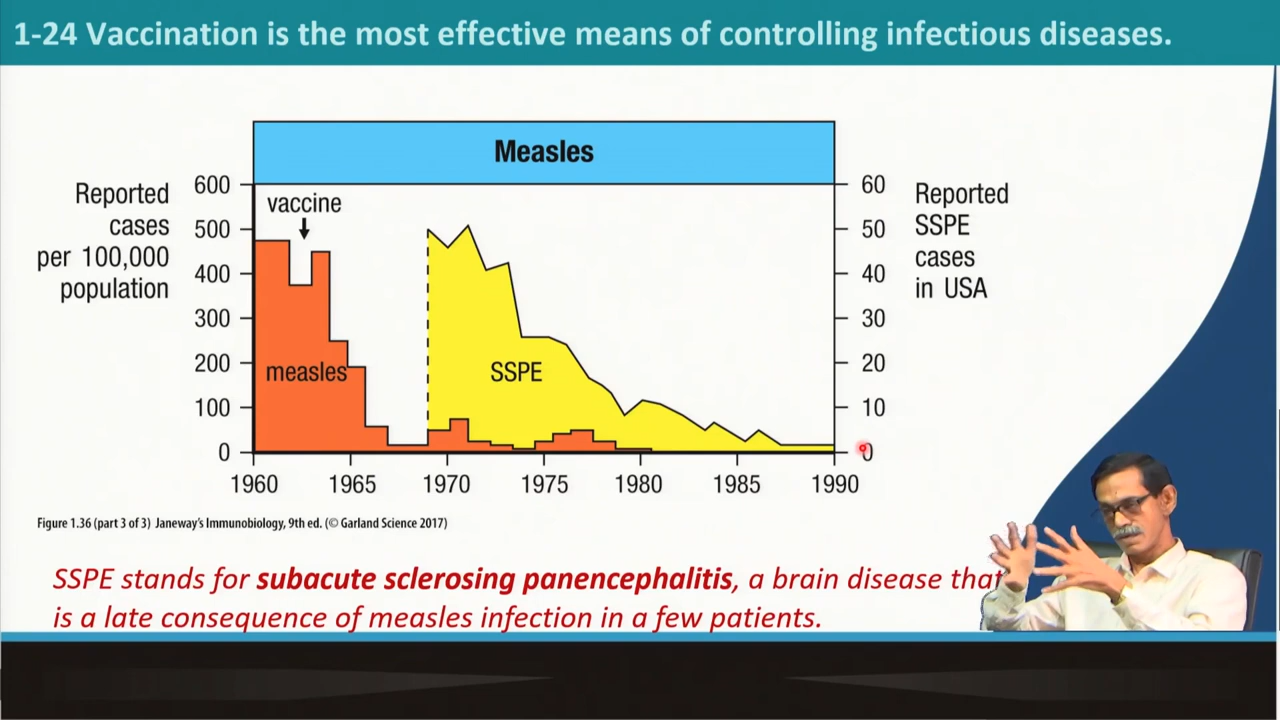 1-24 Vaccination is the most effective means of controlling infectious diseases.
Measles
Reported
cases
per 100,000
population
600
500
400
300
200
100
0
vaccine
measles
SSPE
60
50
40
30
20
10
0
Reported
SSPE
cases
in USA
1960 1965 1970 1975 1980 1985 1990
Figure 1.36 (part 3 of 3) Janeway's Immunobiology, 9th ed. (© Garland Science 2017)
SSPE stands for subacute sclerosing panencephalitis, a brain disease that
is a late consequence of measles infection in a few patients.